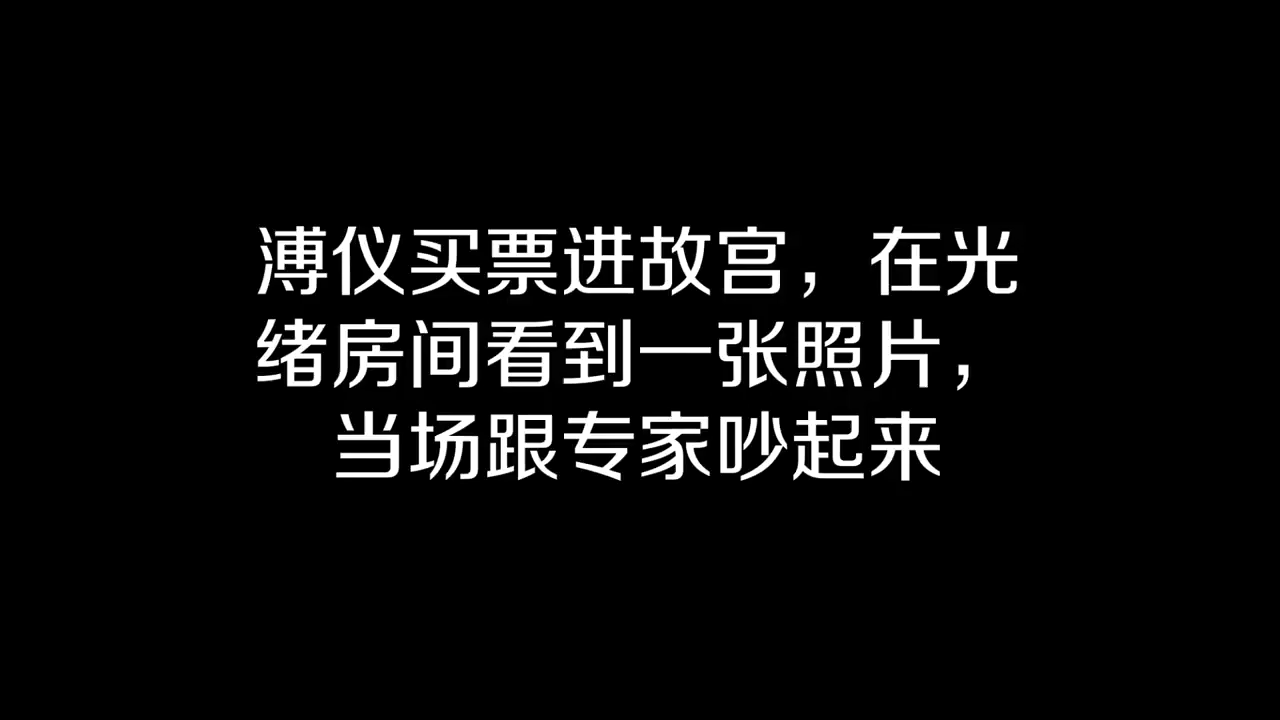 溥仪买票进故宫，在光
绪房间看到一张照片，
当场跟专家吵起来